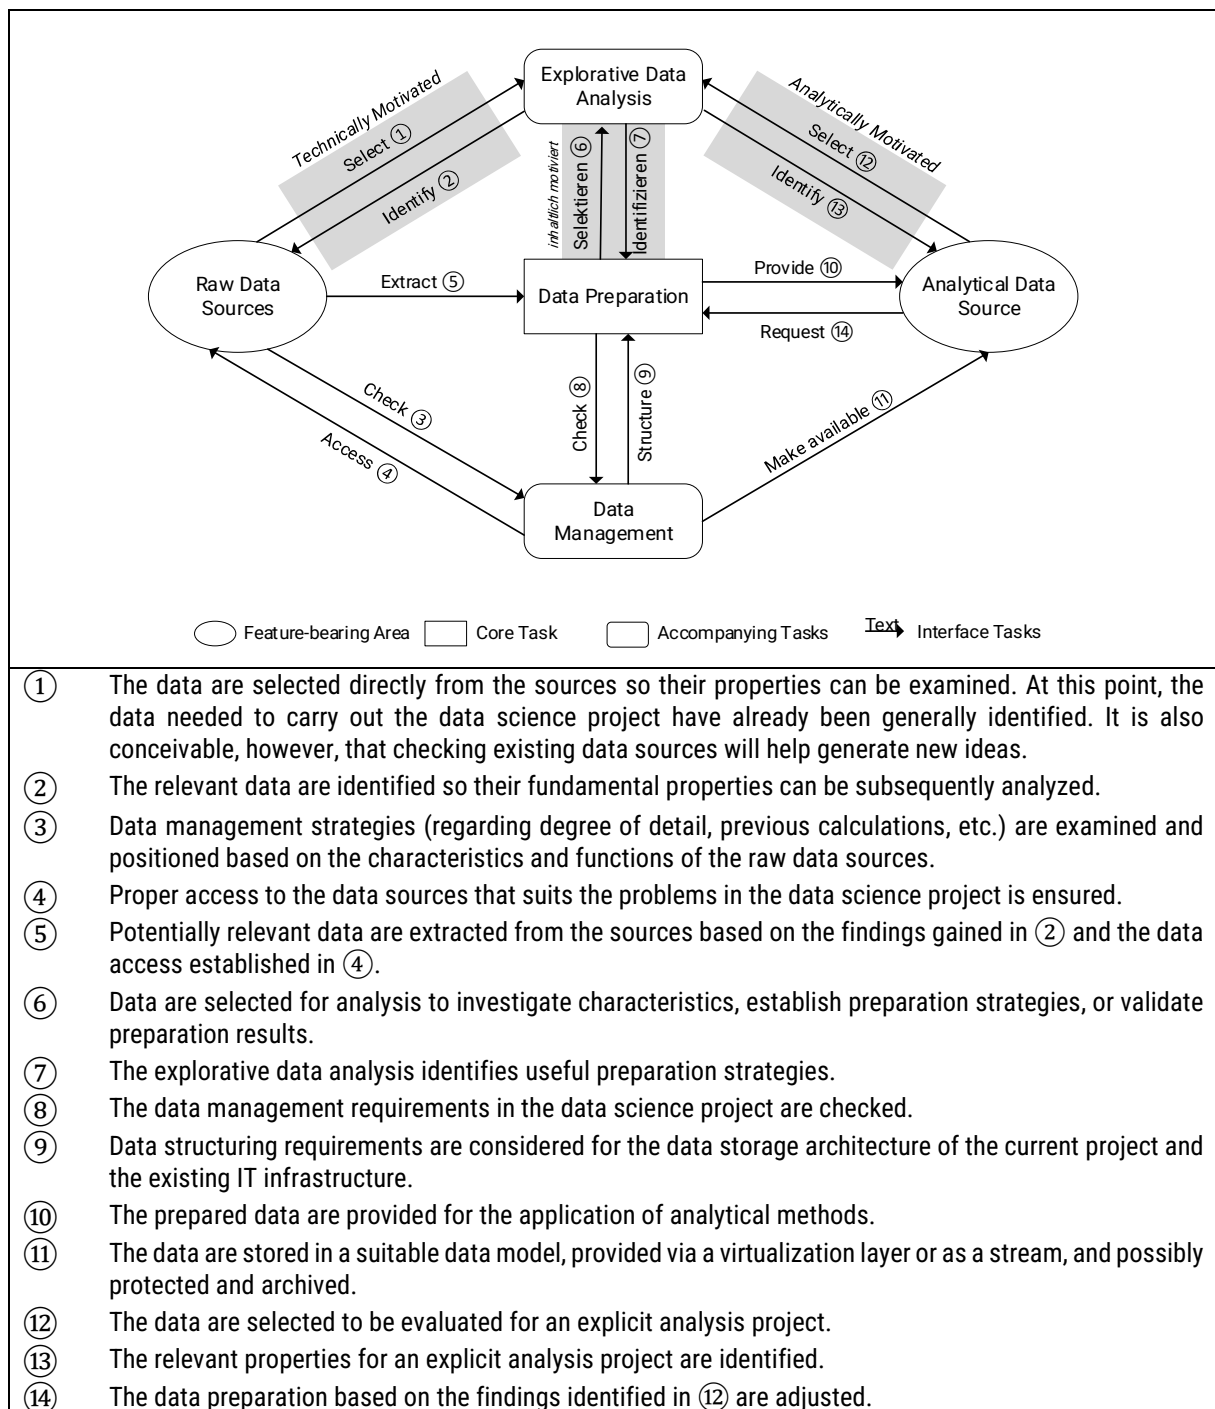 Explorative Data
Analysis
Technically Motivated
Select ①
Identify ②
inhaltlich motiviert
Selektieren ⑥
Identifizieren ⑦
Analytically Motivated
Select ⑫
Identify ⑬
Raw Data
Sources
Extract ⑤
Data Preparation
Provide ⑩
Request ⑭
Analytical Data
Source
Check ③
Access ④
Check ⑧
Structure ⑨
Make available ⑪
Data
Management
Feature-bearing Area
Core Task
Accompanying Tasks
Text
Interface Tasks
① The data are selected directly from the sources so their properties can be examined. At this point, the
data needed to carry out the data science project have already been generally identified. It is also
conceivable, however, that checking existing data sources will help generate new ideas.
② The relevant data are identified so their fundamental properties can be subsequently analyzed.
③ Data management strategies (regarding degree of detail, previous calculations, etc.) are examined and
positioned based on the characteristics and functions of the raw data sources.
④ Proper access to the data sources that suits the problems in the data science project is ensured.
⑤ Potentially relevant data are extracted from the sources based on the findings gained in ② and the data
access established in ④.
⑥ Data are selected for analysis to investigate characteristics, establish preparation strategies, or validate
preparation results.
⑦ The explorative data analysis identifies useful preparation strategies.
⑧ The data management requirements in the data science project are checked.
⑨ Data structuring requirements are considered for the data storage architecture of the current project and
the existing IT infrastructure.
⑩ The prepared data are provided for the application of analytical methods.
⑪ The data are stored in a suitable data model, provided via a virtualization layer or as a stream, and possibly
protected and archived.
⑫ The data are selected to be evaluated for an explicit analysis project.
⑬ The relevant properties for an explicit analysis project are identified.
⑭ The data preparation based on the findings identified in ⑫ are adjusted.